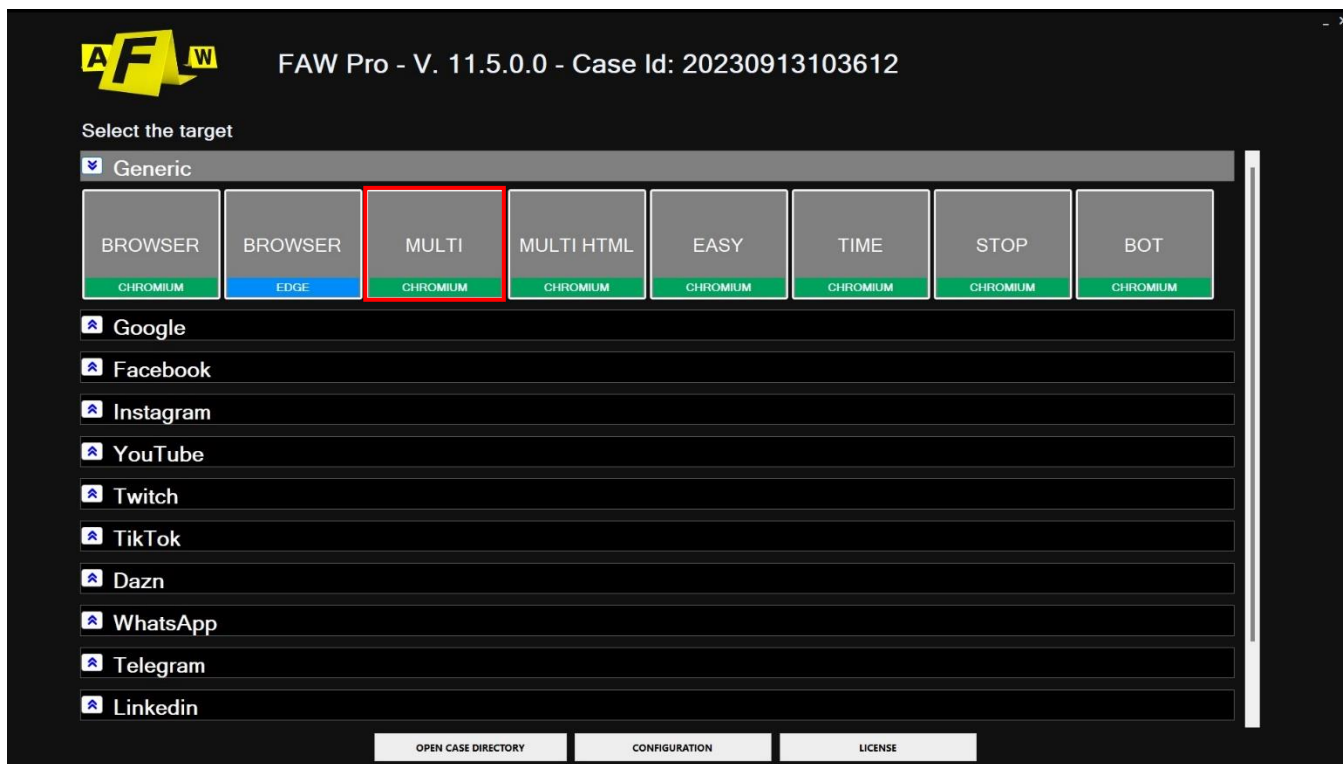 A F W
FAW Pro - V. 11.5.0.0 - Case Id: 20230913103612
Select the target
Generic
BROWSER BROWSER MULTI MULTI HTML EASY TIME STOP BOT
CHROMIUM EDGE CHROMIUM CHROMIUM CHROMIUM CHROMIUM CHROMIUM CHROMIUM
Google
Facebook
Instagram
YouTube
Twitch
TikTok
Dazn
WhatsApp
Telegram
Linkedin
OPEN CASE DIRECTORY CONFIGURATION LICENSE